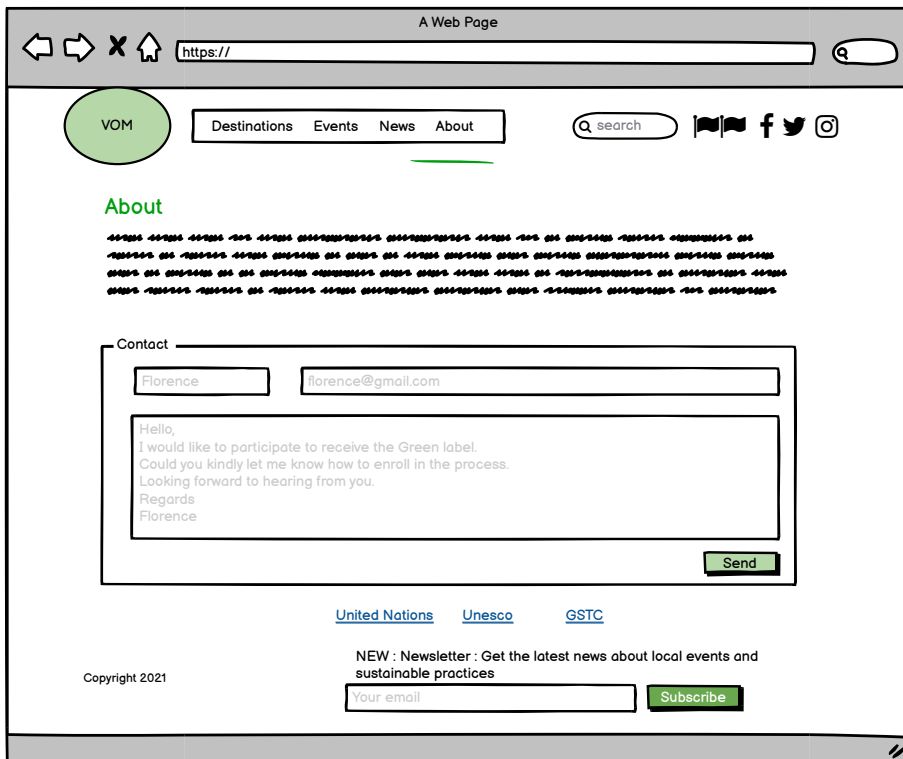 A Web Page
https://
VOM
Destinations Events News About
search
About
Contact
Florence
florence@gmail.com
Hello,
I would like to participate to receive the Green label.
Could you kindly let me know how to enroll in the process.
Looking forward to hearing from you.
Regards
Florence
Send
United Nations Unesco GSTC
NEW : Newsletter : Get the latest news about local events and
sustainable practices
Copyright 2021
Your email
Subscribe